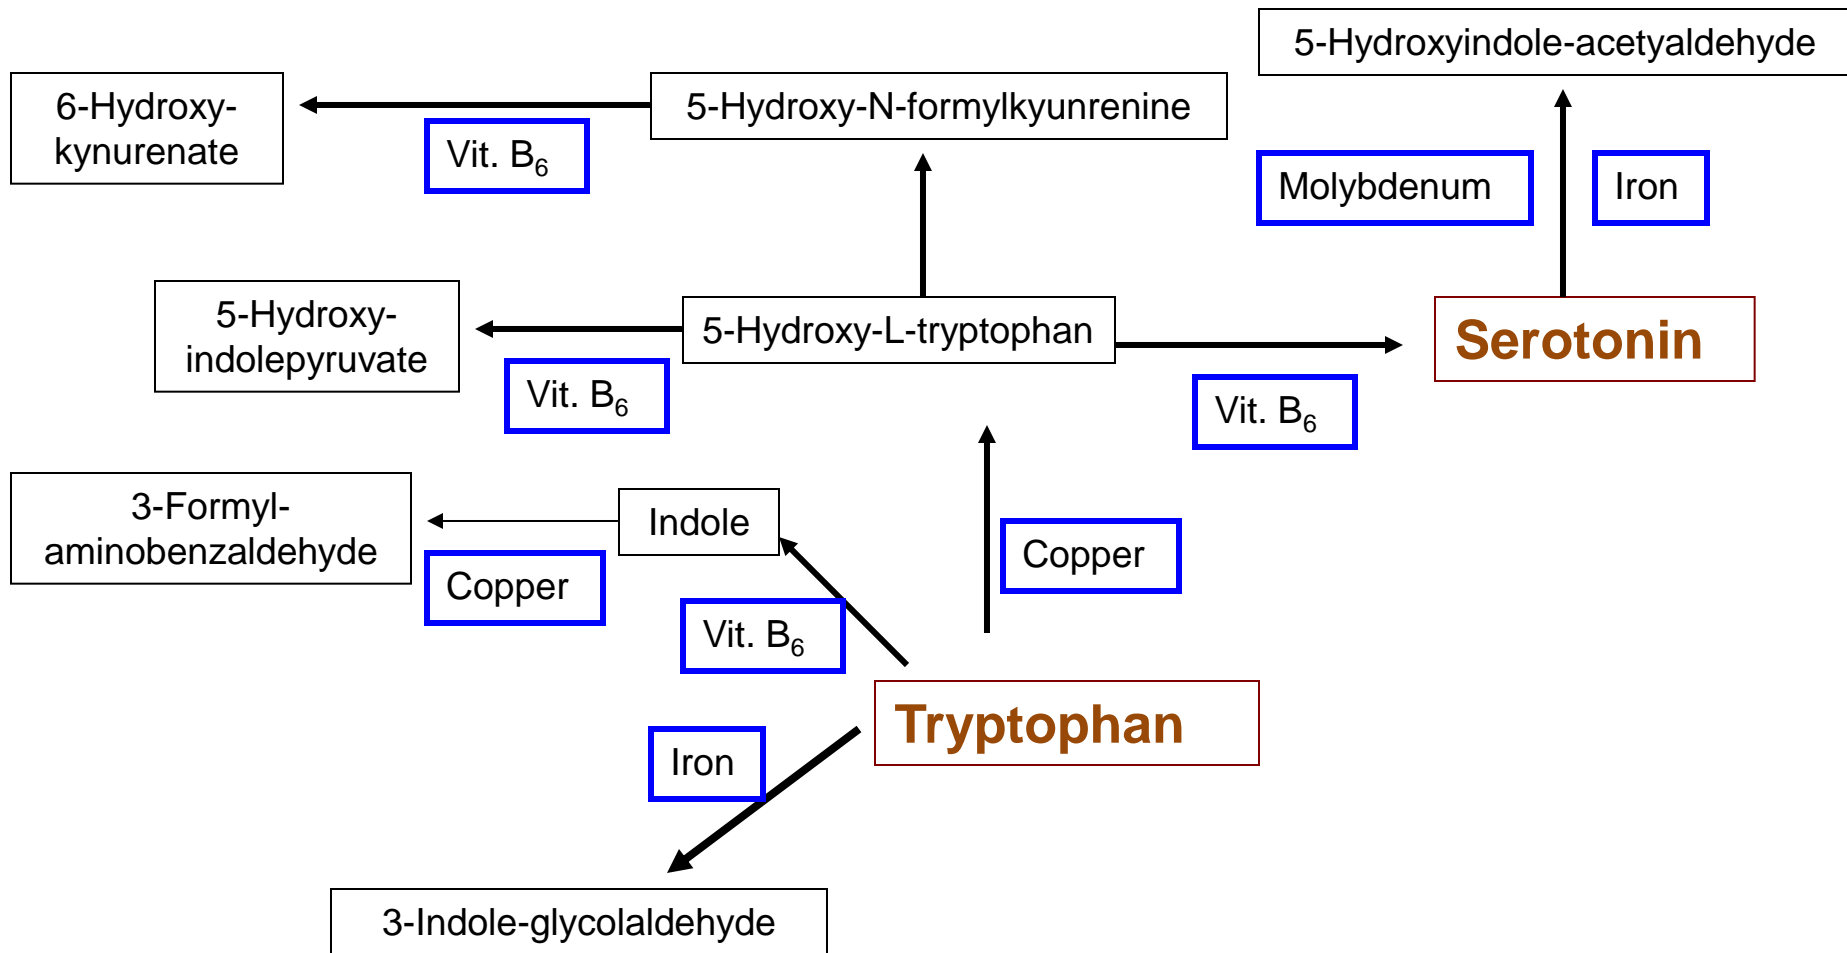 5-Hydroxyindole-acetyaldehyde
6-Hydroxy-
kynurenate
5-Hydroxy-N-formylkyunrenine
Vit. B₆
Molybdenum
Iron
5-Hydroxy-
indolepyruvate
5-Hydroxy-L-tryptophan
Serotonin
Vit. B₆
Vit. B₆
3-Formyl-
aminobenzaldehyde
Indole
Copper
Copper
Vit. B₆
Tryptophan
Iron
3-Indole-glycolaldehyde